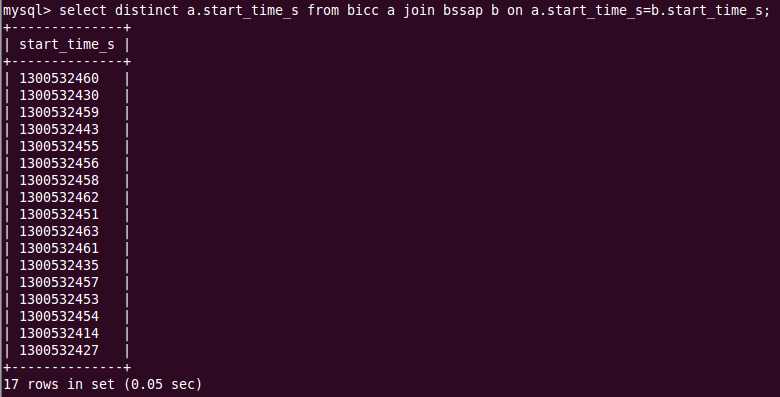 mysql> select distinct a.start_time_s from bicc a join bssap b on a.start_time_s=b.start_time_s;
+--------------+
| start_time_s |
+--------------+
| 1300532460   |
| 1300532430   |
| 1300532459   |
| 1300532443   |
| 1300532455   |
| 1300532456   |
| 1300532458   |
| 1300532462   |
| 1300532451   |
| 1300532463   |
| 1300532461   |
| 1300532435   |
| 1300532457   |
| 1300532453   |
| 1300532454   |
| 1300532414   |
| 1300532427   |
+--------------+
17 rows in set (0.05 sec)